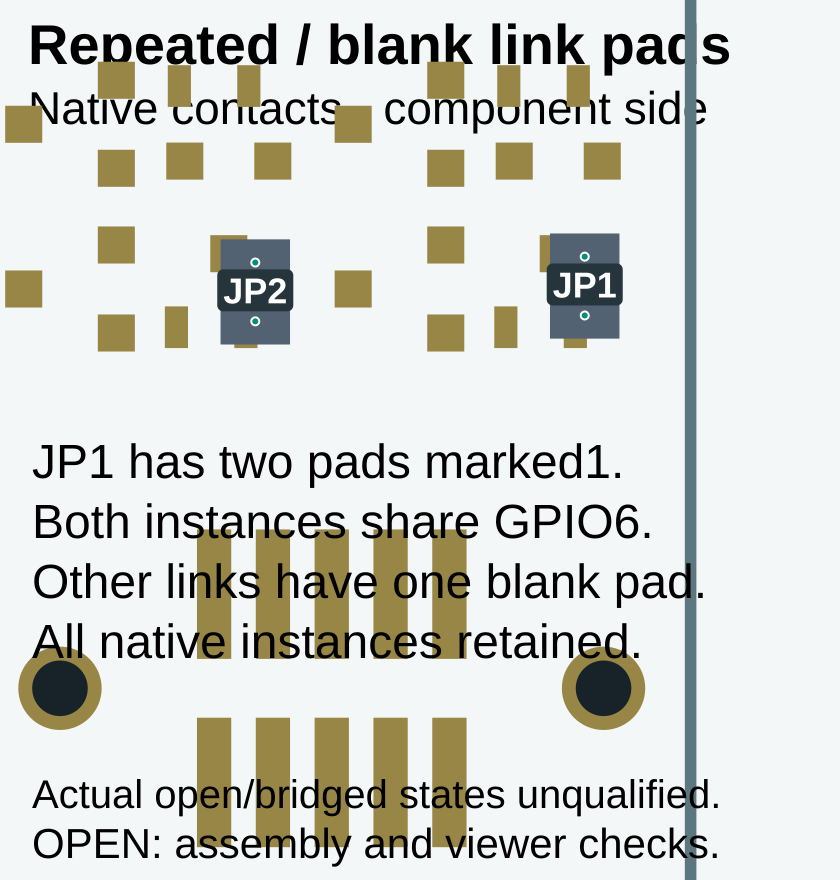 Repeated / blank link pads
Native contacts, component side
JP2
JP1
JP1 has two pads marked1.
Both instances share GPIO6.
Other links have one blank pad.
All native instances retained.
Actual open/bridged states unqualified.
OPEN: assembly and viewer checks.